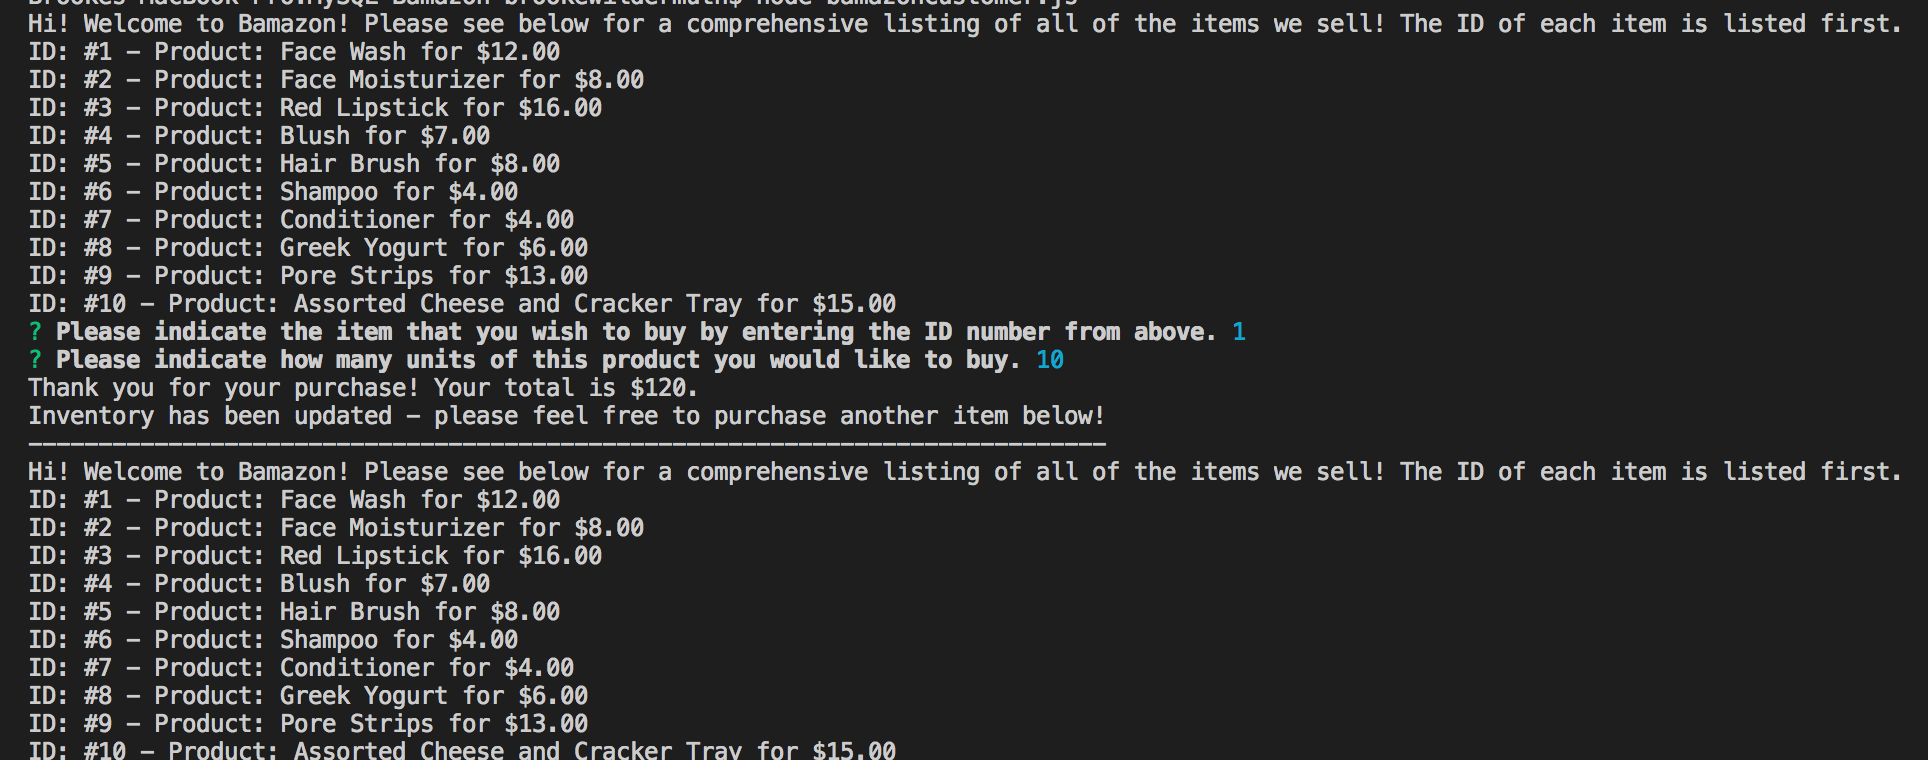 Brookes-MacBook-Pro:MySQL-Bamazon brookewildermuth$ node bamazoncustomer.js
Hi! Welcome to Bamazon! Please see below for a comprehensive listing of all of the items we sell! The ID of each item is listed first.
ID: #1 – Product: Face Wash for $12.00
ID: #2 – Product: Face Moisturizer for $8.00
ID: #3 – Product: Red Lipstick for $16.00
ID: #4 – Product: Blush for $7.00
ID: #5 – Product: Hair Brush for $8.00
ID: #6 – Product: Shampoo for $4.00
ID: #7 – Product: Conditioner for $4.00
ID: #8 – Product: Greek Yogurt for $6.00
ID: #9 – Product: Pore Strips for $13.00
ID: #10 – Product: Assorted Cheese and Cracker Tray for $15.00
? Please indicate the item that you wish to buy by entering the ID number from above. 1
? Please indicate how many units of this product you would like to buy. 10
Thank you for your purchase! Your total is $120.
Inventory has been updated – please feel free to purchase another item below!
–––––––––––––––––––––––––––––––––––––––––––––––––––––––––––––––––––––––––––––
Hi! Welcome to Bamazon! Please see below for a comprehensive listing of all of the items we sell! The ID of each item is listed first.
ID: #1 – Product: Face Wash for $12.00
ID: #2 – Product: Face Moisturizer for $8.00
ID: #3 – Product: Red Lipstick for $16.00
ID: #4 – Product: Blush for $7.00
ID: #5 – Product: Hair Brush for $8.00
ID: #6 – Product: Shampoo for $4.00
ID: #7 – Product: Conditioner for $4.00
ID: #8 – Product: Greek Yogurt for $6.00
ID: #9 – Product: Pore Strips for $13.00
ID: #10 – Product: Assorted Cheese and Cracker Tray for $15.00